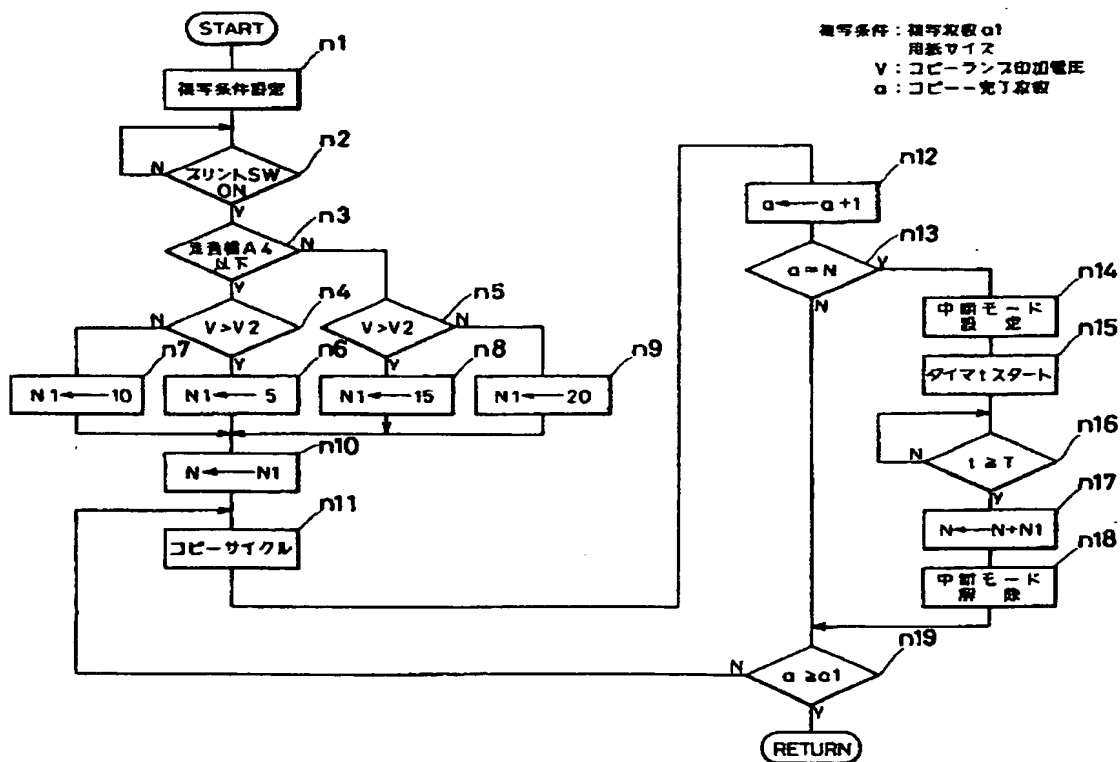 START
n1
複写条件設定
n2
プリントSW
ON
N
Y
n3
A4
以下
N
Y
n4
V>V2
N
Y
n5
V>V2
N
Y
n7
N1←10
n6
N1←5
n8
N1←15
n9
N1←20
n10
N←N1
n11
コピーサイクル
複写条件:複写枚数a1
用紙サイズ
V:コピーランプ印加電圧
a:コピー一完了枚数
n12
a←a+1
n13
a=N
Y
N
n14
中断モード
設 定
n15
タイマtスタート
n16
t≧T
N
Y
n17
N←N+N1
n18
中断モード
解 除
n19
a≧a1
N
Y
RETURN